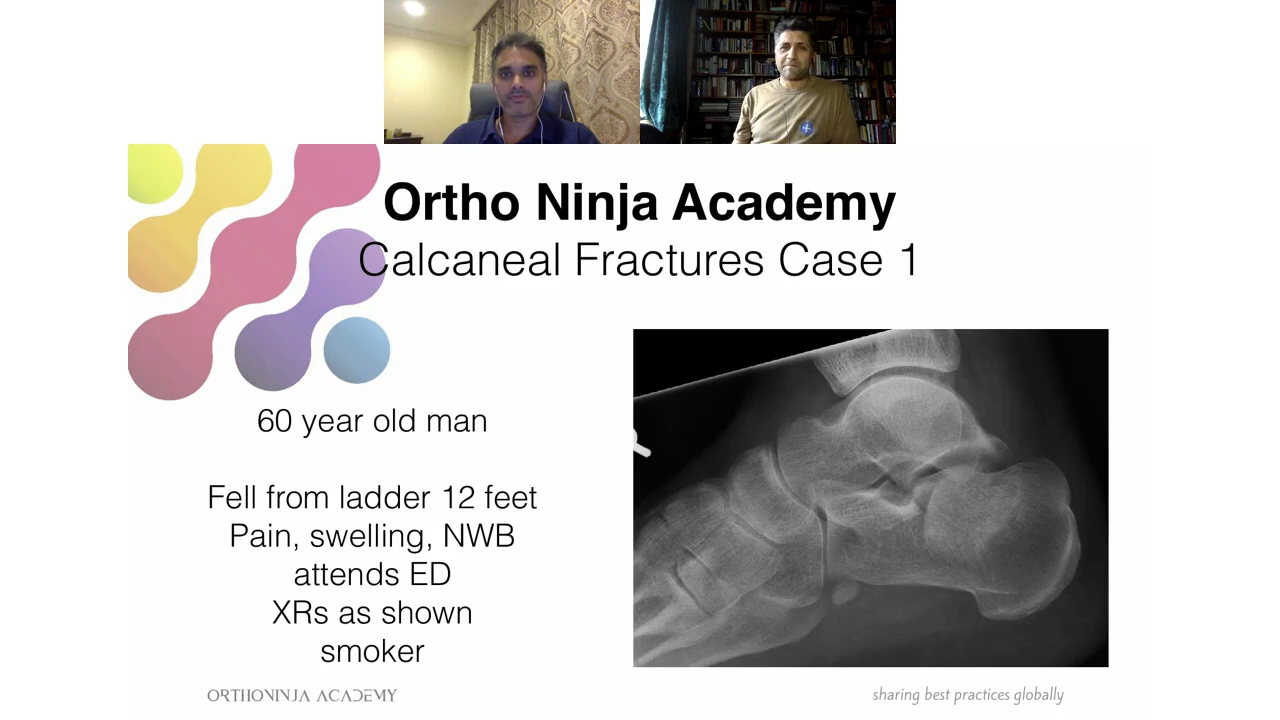 Ortho Ninja Academy
Calcaneal Fractures Case 1
60 year old man
Fell from ladder 12 feet
Pain, swelling, NWB
attends ED
XRs as shown
smoker
ORTHONINJA ACADEMY
sharing best practices globally